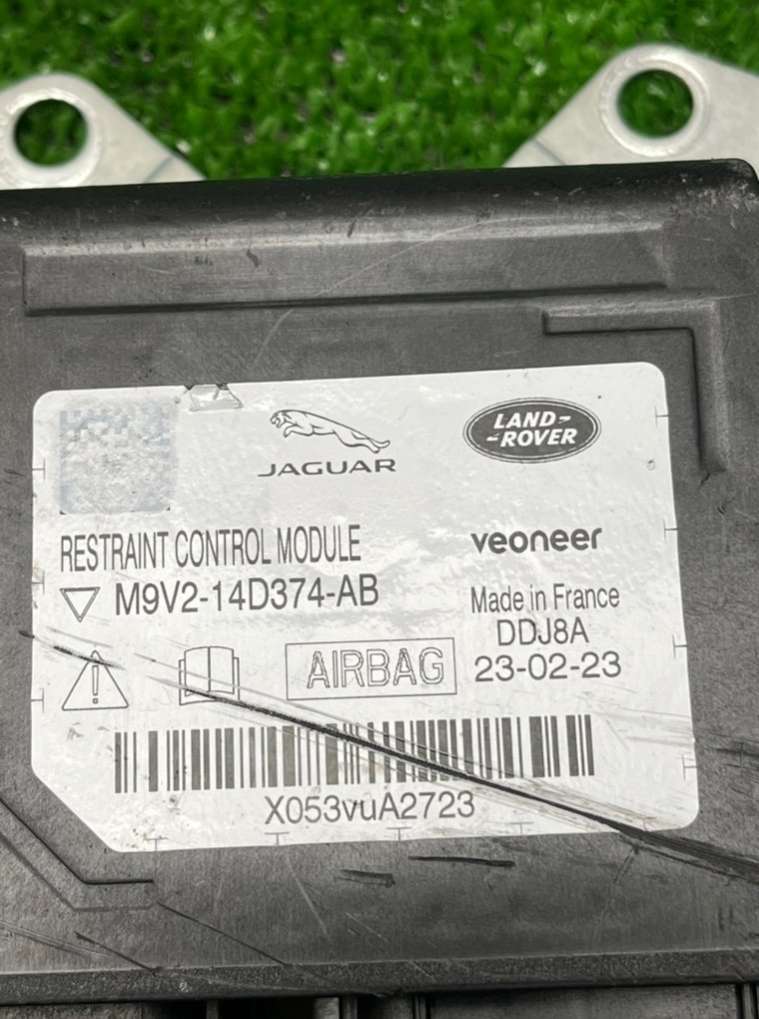 JAGUAR
LAND-
-ROVER
RESTRAINT CONTROL MODULE
veoneer
M9V2-14D374-AB
Made in France
DDJ8A
AIRBAG
23-02-23
X053vuA2723